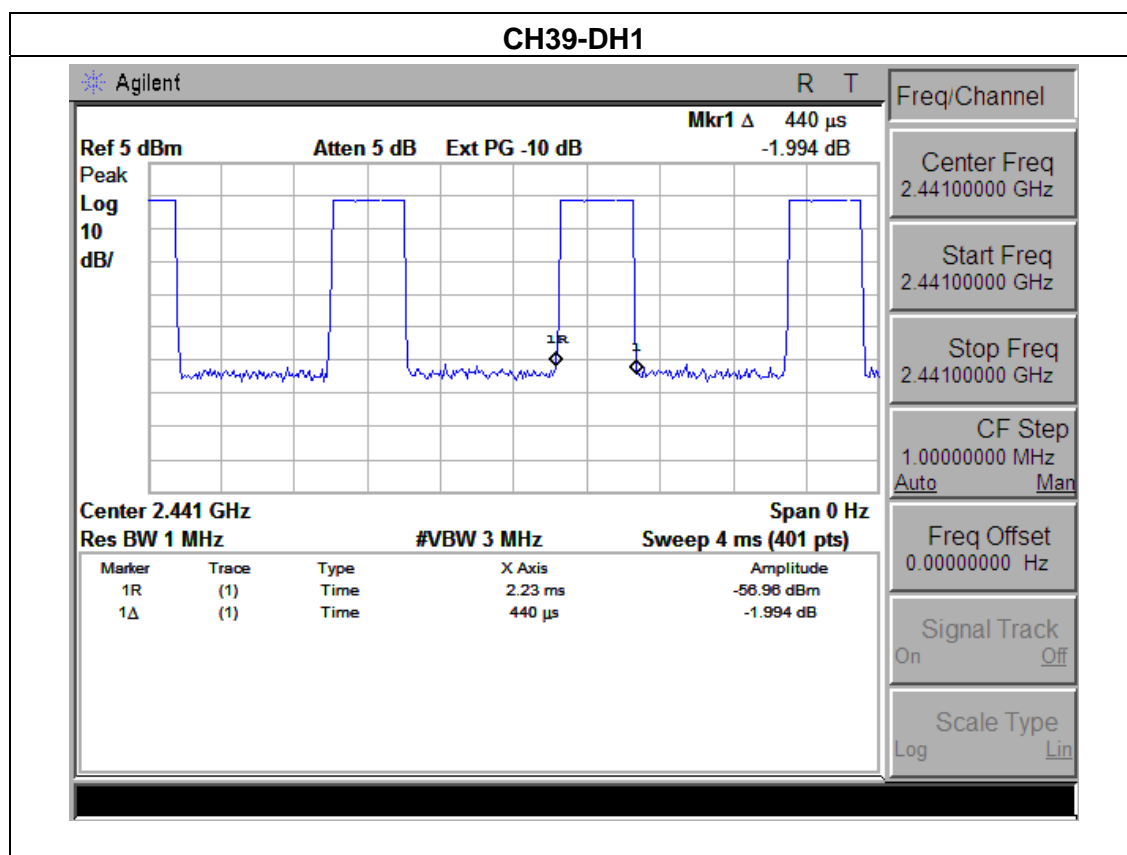 CH39-DH1
Agilent R T
Mkr1 Δ 440 µs
Ref 5 dBm Atten 5 dB Ext PG -10 dB -1.994 dB
Peak
Log
10
dB/
1R
1
Center 2.441 GHz Span 0 Hz
Res BW 1 MHz #VBW 3 MHz Sweep 4 ms (401 pts)
Marker Trace Type X Axis Amplitude
1R (1) Time 2.23 ms -56.96 dBm
1Δ (1) Time 440 µs -1.994 dB
Freq/Channel
Center Freq
2.44100000 GHz
Start Freq
2.44100000 GHz
Stop Freq
2.44100000 GHz
CF Step
1.00000000 MHz
Auto Man
Freq Offset
0.00000000 Hz
Signal Track
On Off
Scale Type
Log Lin